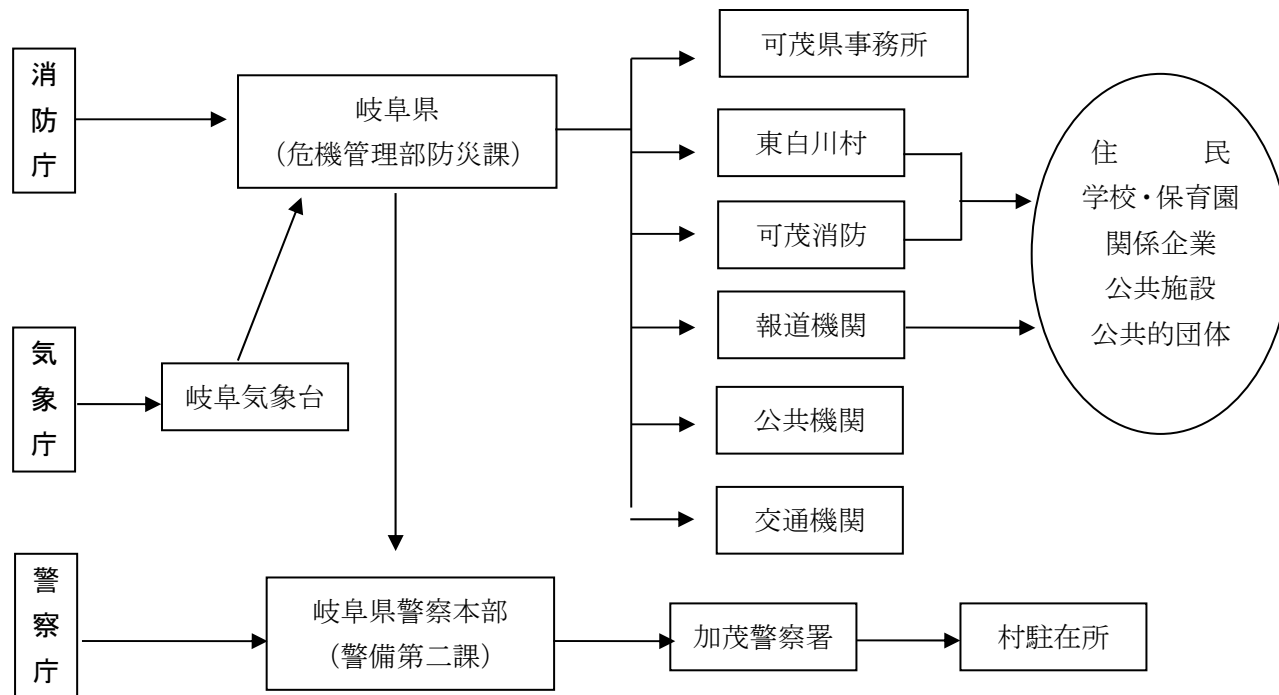 消防庁
岐阜県
（危機管理部防災課）
可茂県事務所
東白川村
可茂消防
報道機関
公共機関
交通機関
住　　民
学校・保育園
関係企業
公共施設
公共的団体
気象庁
岐阜気象台
警察庁
岐阜県警察本部
（警備第二課）
加茂警察署
村駐在所